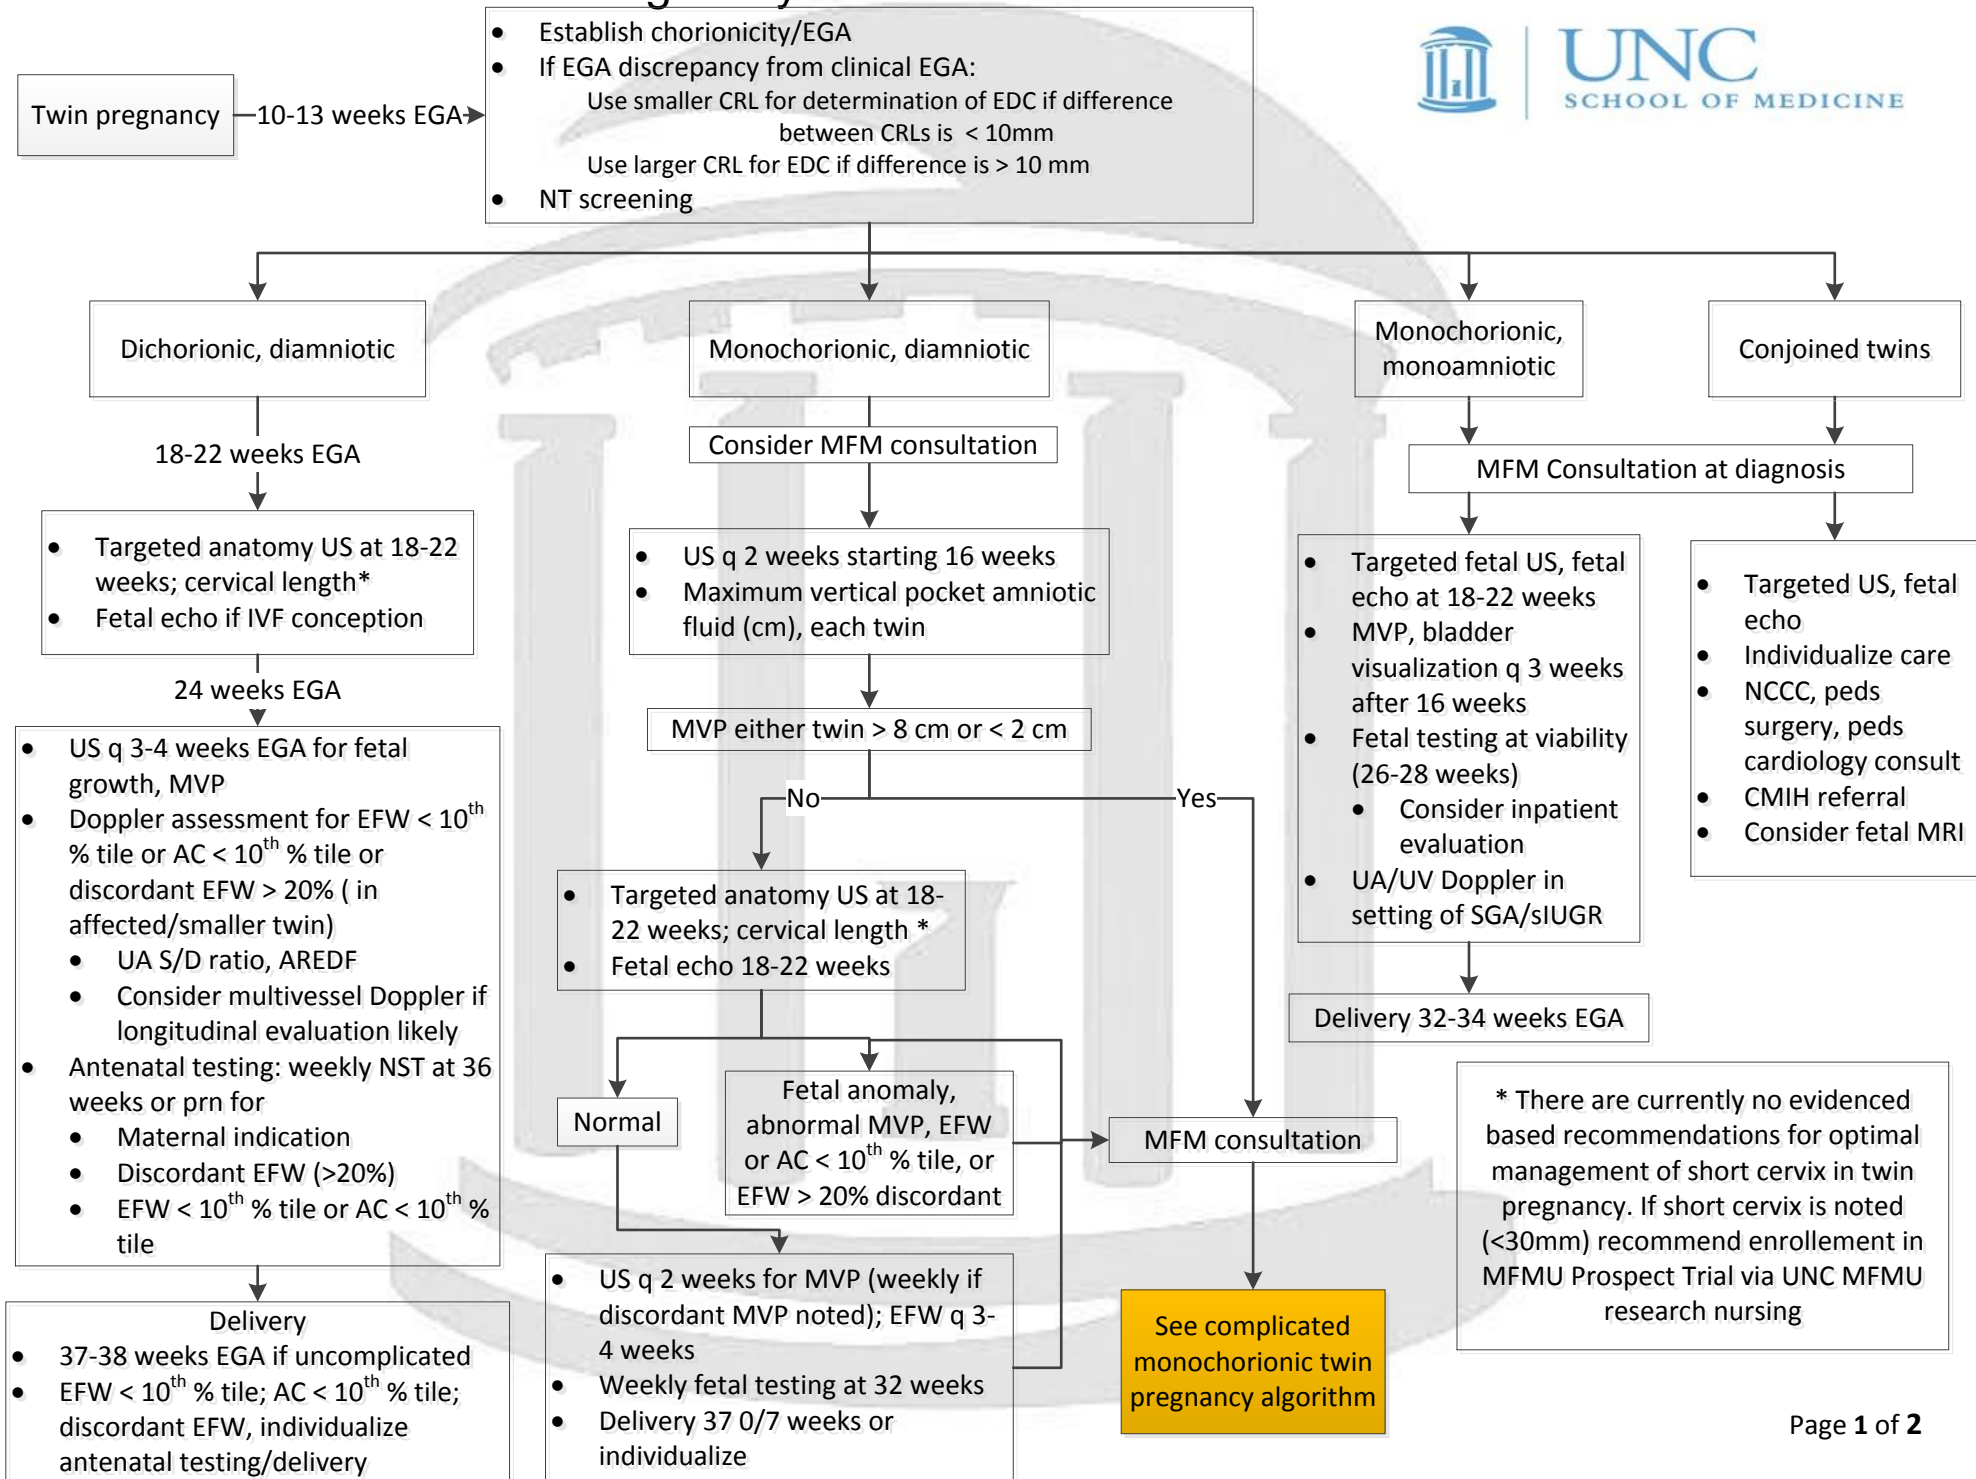 Establish chorionicity/EGA
If EGA discrepancy from clinical EGA:
Use smaller CRL for determination of EDC if difference
between CRLs is < 10mm
Use larger CRL for EDC if difference is > 10 mm
NT screening
UNC
SCHOOL OF MEDICINE
Twin pregnancy
10-13 weeks EGA
Dichorionic, diamniotic
Monochorionic, diamniotic
Monochorionic,
monoamniotic
Conjoined twins
18-22 weeks EGA
Targeted anatomy US at 18-22
weeks; cervical length*
Fetal echo if IVF conception
24 weeks EGA
US q 3-4 weeks EGA for fetal
growth, MVP
Doppler assessment for EFW < 10th
% tile or AC < 10th % tile or
discordant EFW > 20% ( in
affected/smaller twin)
UA S/D ratio, AREDF
Consider multivessel Doppler if
longitudinal evaluation likely
Antenatal testing: weekly NST at 36
weeks or prn for
Maternal indication
Discordant EFW (>20%)
EFW < 10th % tile or AC < 10th %
tile
Delivery
37-38 weeks EGA if uncomplicated
EFW < 10th % tile; AC < 10th % tile;
discordant EFW, individualize
antenatal testing/delivery
Consider MFM consultation
US q 2 weeks starting 16 weeks
Maximum vertical pocket amniotic
fluid (cm), each twin
MVP either twin > 8 cm or < 2 cm
No
Yes
Targeted anatomy US at 18-
22 weeks; cervical length *
Fetal echo 18-22 weeks
Normal
Fetal anomaly,
abnormal MVP, EFW
or AC < 10th % tile, or
EFW > 20% discordant
US q 2 weeks for MVP (weekly if
discordant MVP noted); EFW q 3-
4 weeks
Weekly fetal testing at 32 weeks
Delivery 37 0/7 weeks or
individualize
MFM consultation
See complicated
monochorionic twin
pregnancy algorithm
MFM Consultation at diagnosis
Targeted fetal US, fetal
echo at 18-22 weeks
MVP, bladder
visualization q 3 weeks
after 16 weeks
Fetal testing at viability
(26-28 weeks)
Consider inpatient
evaluation
UA/UV Doppler in
setting of SGA/sIUGR
Delivery 32-34 weeks EGA
Targeted US, fetal
echo
Individualize care
NCCC, peds
surgery, peds
cardiology consult
CMIH referral
Consider fetal MRI
* There are currently no evidenced
based recommendations for optimal
management of short cervix in twin
pregnancy. If short cervix is noted
(<30mm) recommend enrollement in
MFMU Prospect Trial via UNC MFMU
research nursing
Page 1 of 2